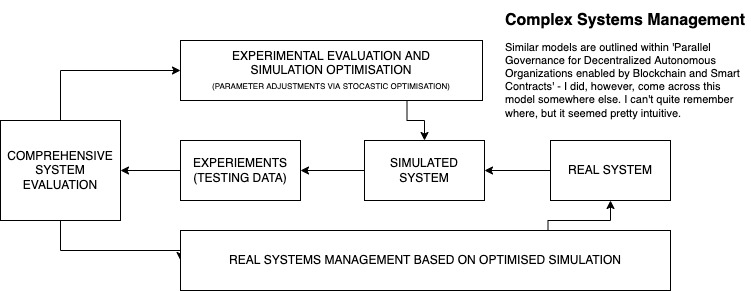 Complex Systems Management
Similar models are outlined within 'Parallel
Governance for Decentralized Autonomous
Organizations enabled by Blockchain and Smart
Contracts' - I did, however, come across this
model somewhere else. I can't quite remember
where, but it seemed pretty intuitive.
EXPERIMENTAL EVALUATION AND
SIMULATION OPTIMISATION
(PARAMETER ADJUSTMENTS VIA STOCASTIC OPTIMISATION)
COMPREHENSIVE
SYSTEM
EVALUATION
EXPERIEMENTS
(TESTING DATA)
SIMULATED
SYSTEM
REAL SYSTEM
REAL SYSTEMS MANAGEMENT BASED ON OPTIMISED SIMULATION